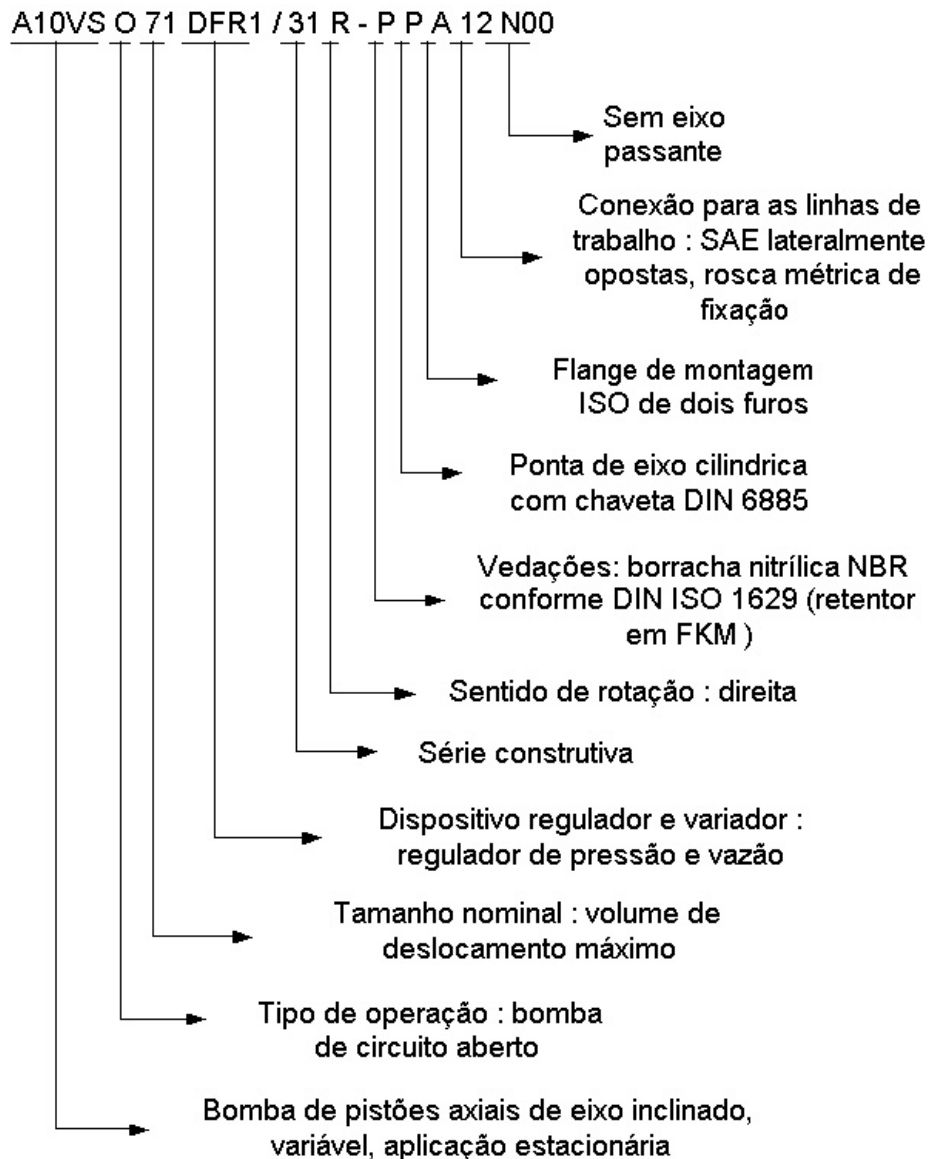 A10VS O 71 DFR1 / 31 R - P P A 12 N00
Sem eixo
passante
Conexão para as linhas de
trabalho : SAE lateralmente
opostas, rosca métrica de
fixação
Flange de montagem
ISO de dois furos
Ponta de eixo cilindrica
com chaveta DIN 6885
Vedações: borracha nitrílica NBR
conforme DIN ISO 1629 (retentor
em FKM )
Sentido de rotação : direita
Série construtiva
Dispositivo regulador e variador :
regulador de pressão e vazão
Tamanho nominal : volume de
deslocamento máximo
Tipo de operação : bomba
de circuito aberto
Bomba de pistões axiais de eixo inclinado,
variável, aplicação estacionária